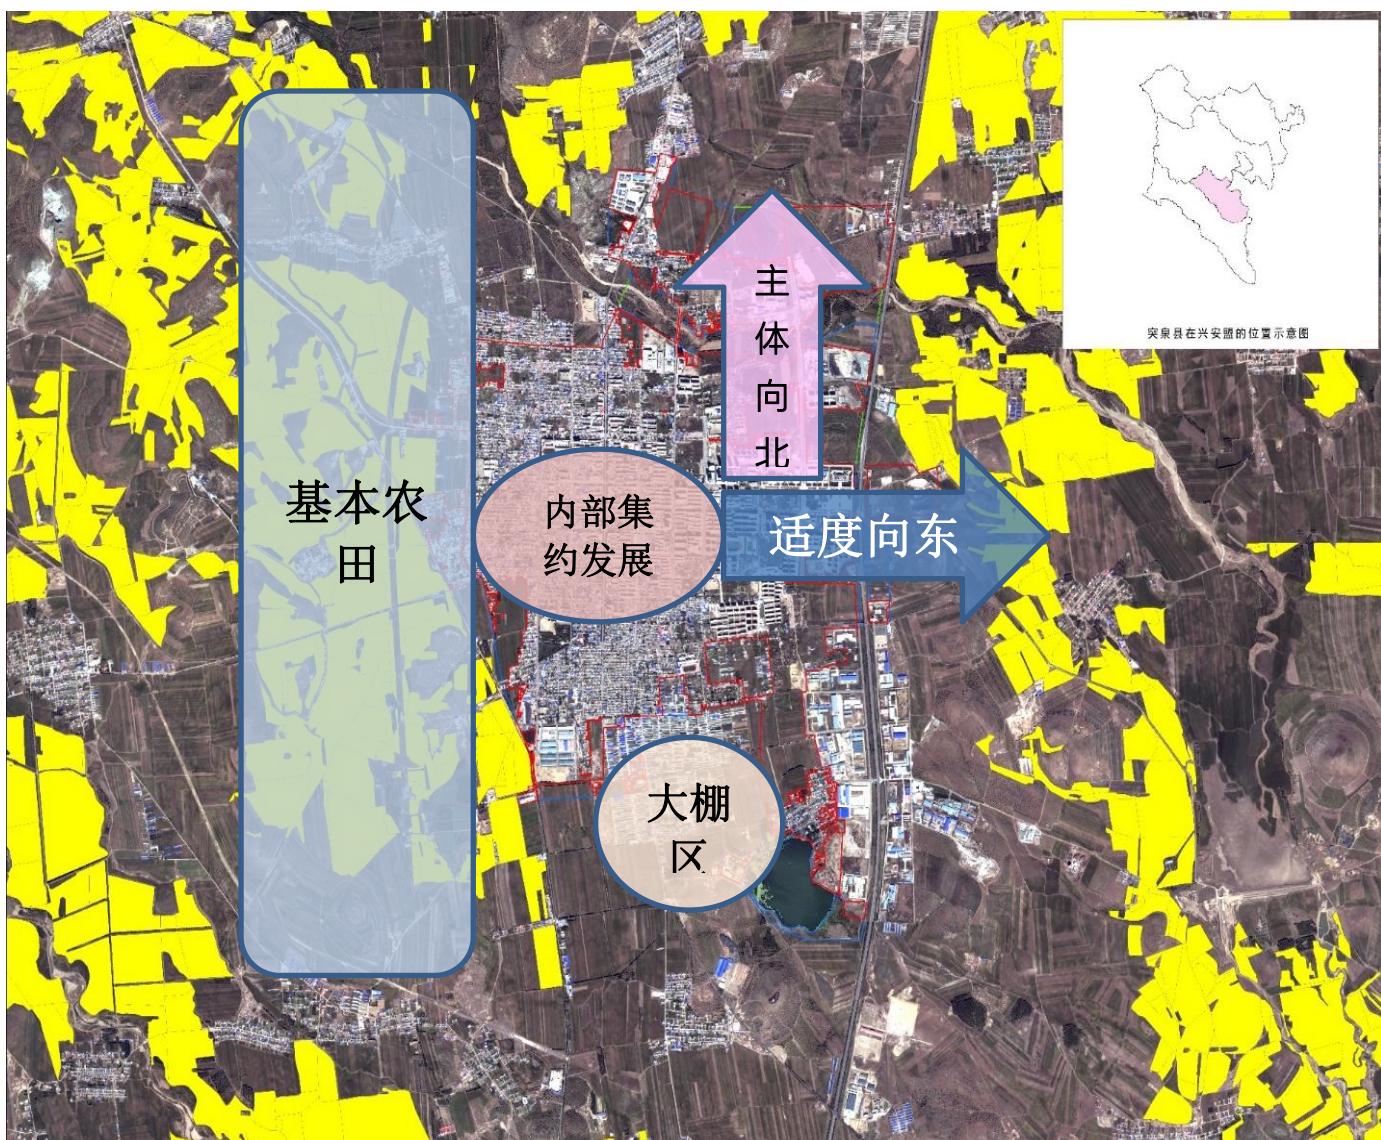 突泉县在兴安盟的位置示意图
主
体
向
北
基本农
田
内部集
约发展
适度向东
大棚
区